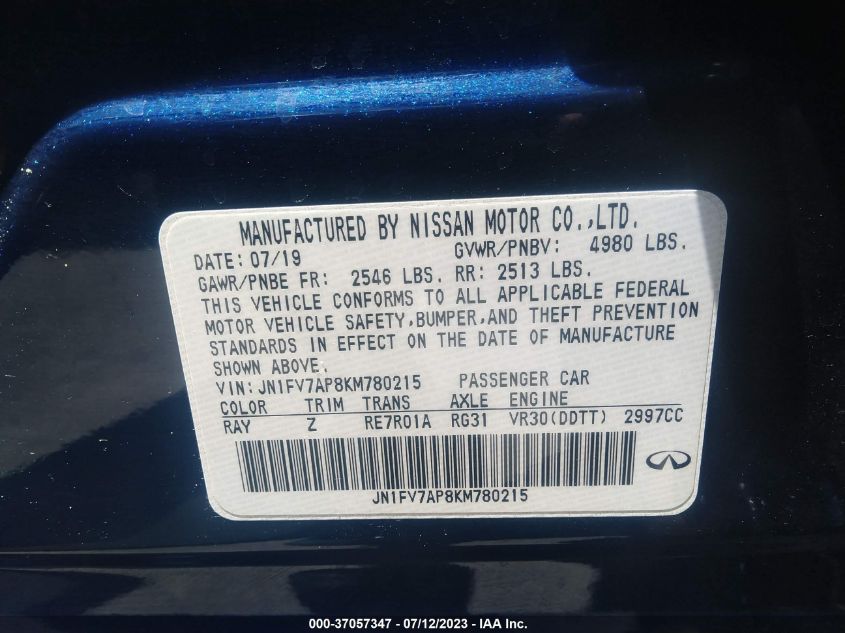 MANUFACTURED BY NISSAN MOTOR CO.,LTD.
DATE: 07/19 GVWR/PNBV: 4980 LBS.
GAWR/PNBE FR: 2546 LBS. RR: 2513 LBS.
THIS VEHICLE CONFORMS TO ALL APPLICABLE FEDERAL
MOTOR VEHICLE SAFETY,BUMPER,AND THEFT PREVENTION
STANDARDS IN EFFECT ON THE DATE OF MANUFACTURE
SHOWN ABOVE.
VIN: JN1FV7AP8KM780215 PASSENGER CAR
COLOR TRIM TRANS AXLE ENGINE
RAY Z RE7R01A RG31 VR30(DDTT) 2997CC
JN1FV7AP8KM780215
000-37057347 - 07/12/2023 - IAA Inc.